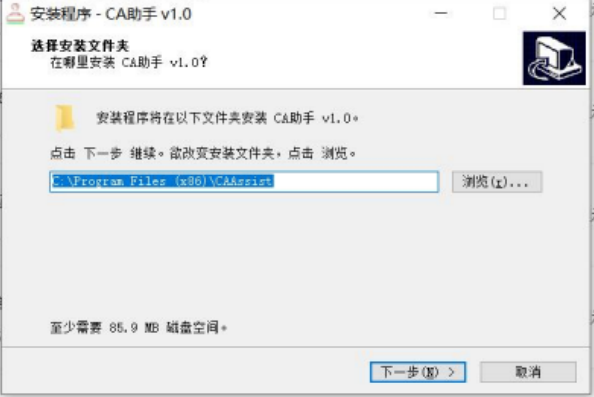 安装程序 - CA助手 v1.0
选择安装文件夹
在哪里安装 CA助手 v1.0?
安装程序将在以下文件夹安装 CA助手 v1.0。
点击 下一步 继续。欲改变安装文件夹，点击 浏览。
C:\Program Files (x86)\CAAssist
浏览(r)...
至少需要 85.9 MB 磁盘空间。
下一步(N) >
取消